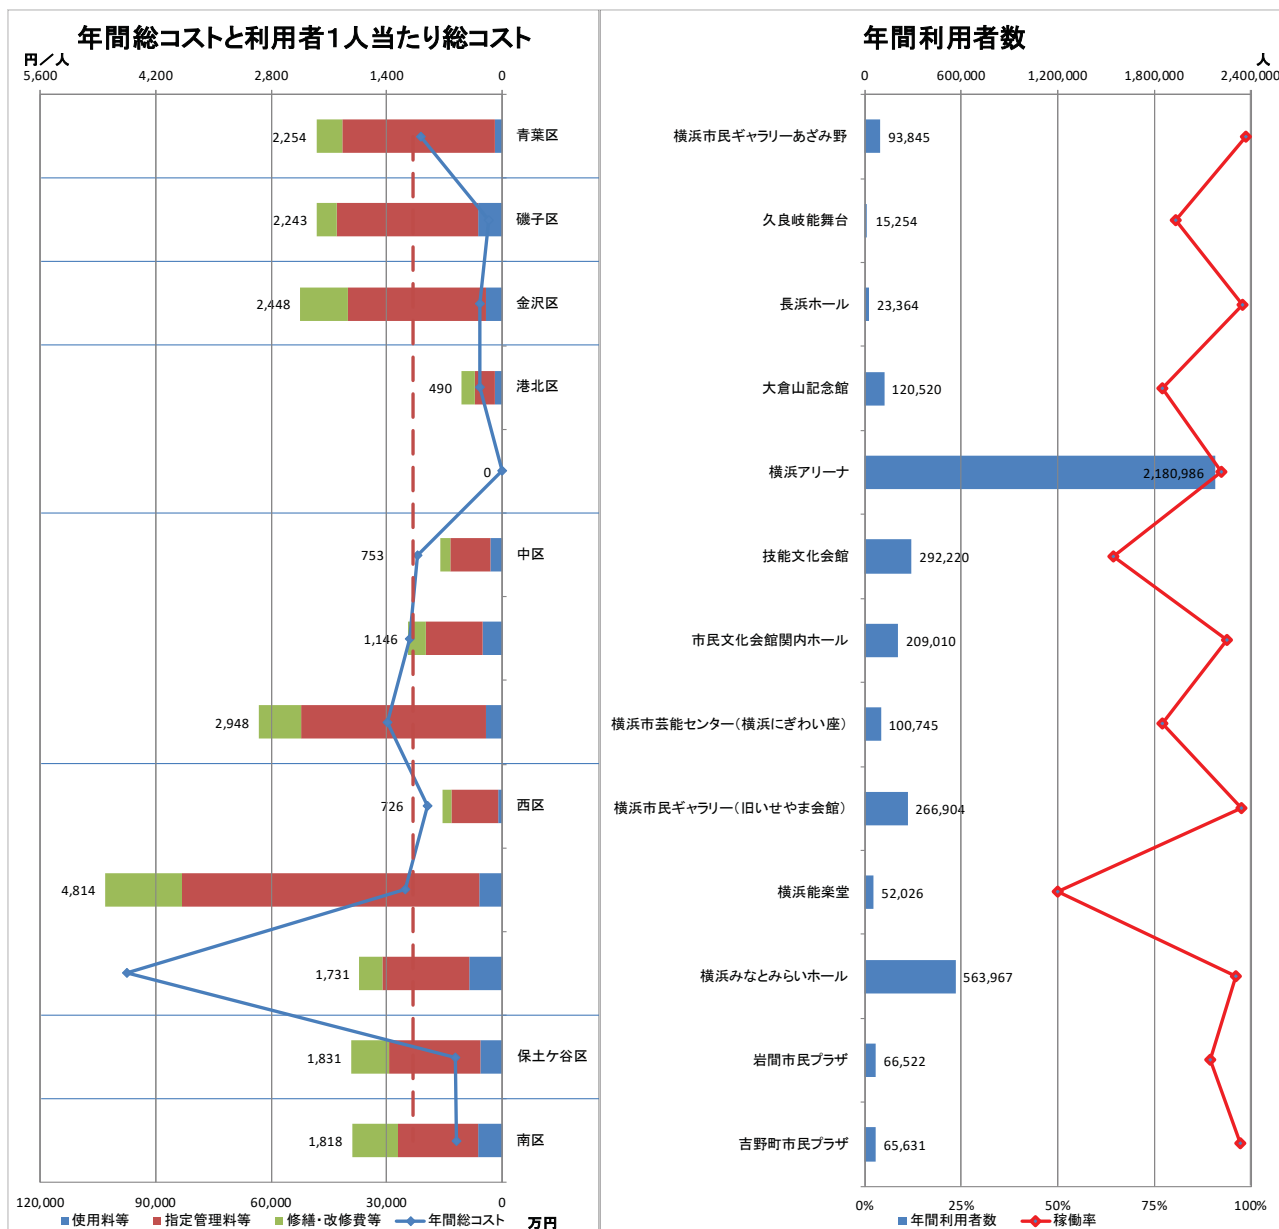 年間総コストと利用者１人当たり総コスト
円／人
5,600 4,200 2,800 1,400 0
2,254 青葉区
2,243 磯子区
2,448 金沢区
490 港北区
0
753 中区
1,146
2,948
726 西区
4,814
1,731
1,831 保土ケ谷区
1,818 南区
120,000 90,000 60,000 30,000 0
使用料等 指定管理料等 修繕・改修費等 年間総コスト 万円
年間利用者数
人
0 600,000 1,200,000 1,800,000 2,400,000
横浜市民ギャラリーあざみ野 93,845
久良岐能舞台 15,254
長浜ホール 23,364
大倉山記念館 120,520
横浜アリーナ 2,180,986
技能文化会館 292,220
市民文化会館関内ホール 209,010
横浜市芸能センター（横浜にぎわい座） 100,745
横浜市民ギャラリー（旧いせやま会館） 266,904
横浜能楽堂 52,026
横浜みなとみらいホール 563,967
岩間市民プラザ 66,522
吉野町市民プラザ 65,631
0% 25% 50% 75% 100%
年間利用者数 稼働率